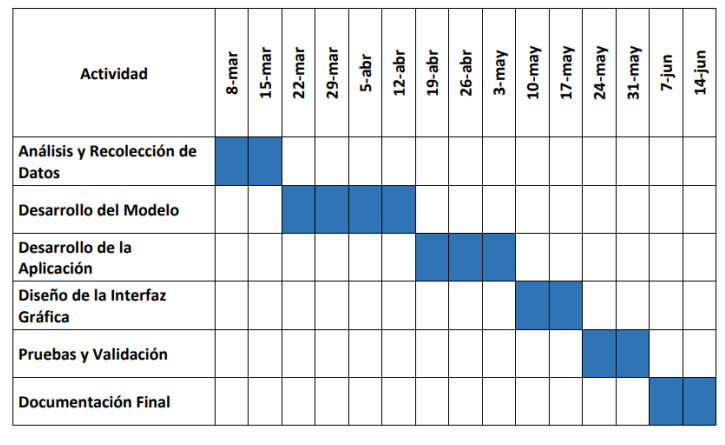 Actividad
8-mar
15-mar
22-mar
29-mar
5-abr
12-abr
19-abr
26-abr
3-may
10-may
17-may
24-may
31-may
7-jun
14-jun
Análisis y Recolección de
Datos
Desarrollo del Modelo
Desarrollo de la
Aplicación
Diseño de la Interfaz
Gráfica
Pruebas y Validación
Documentación Final